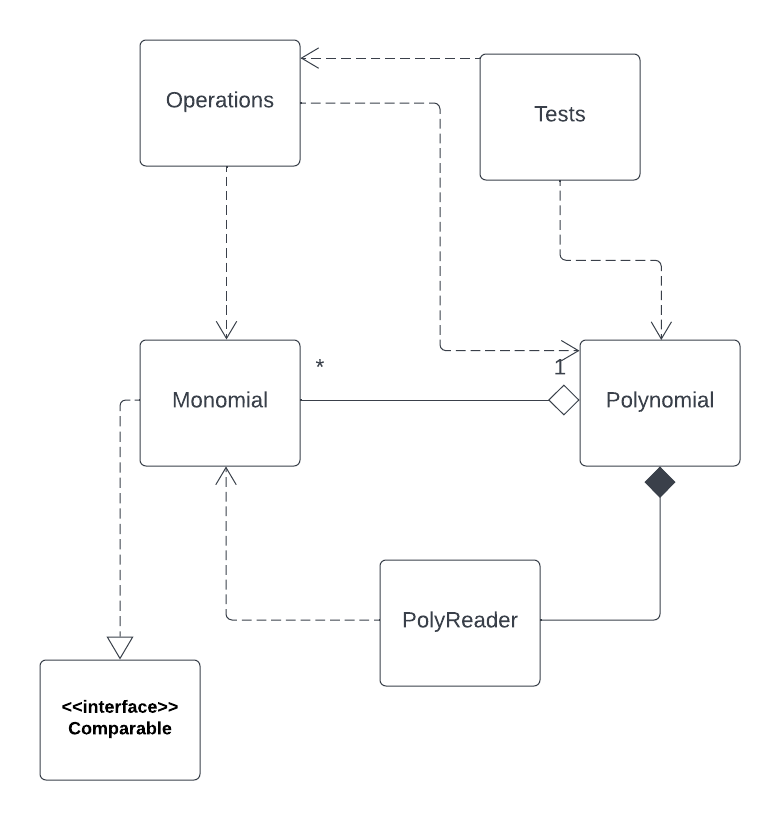 Operations
Tests
*
1
Monomial
Polynomial
PolyReader
<<interface>>
Comparable